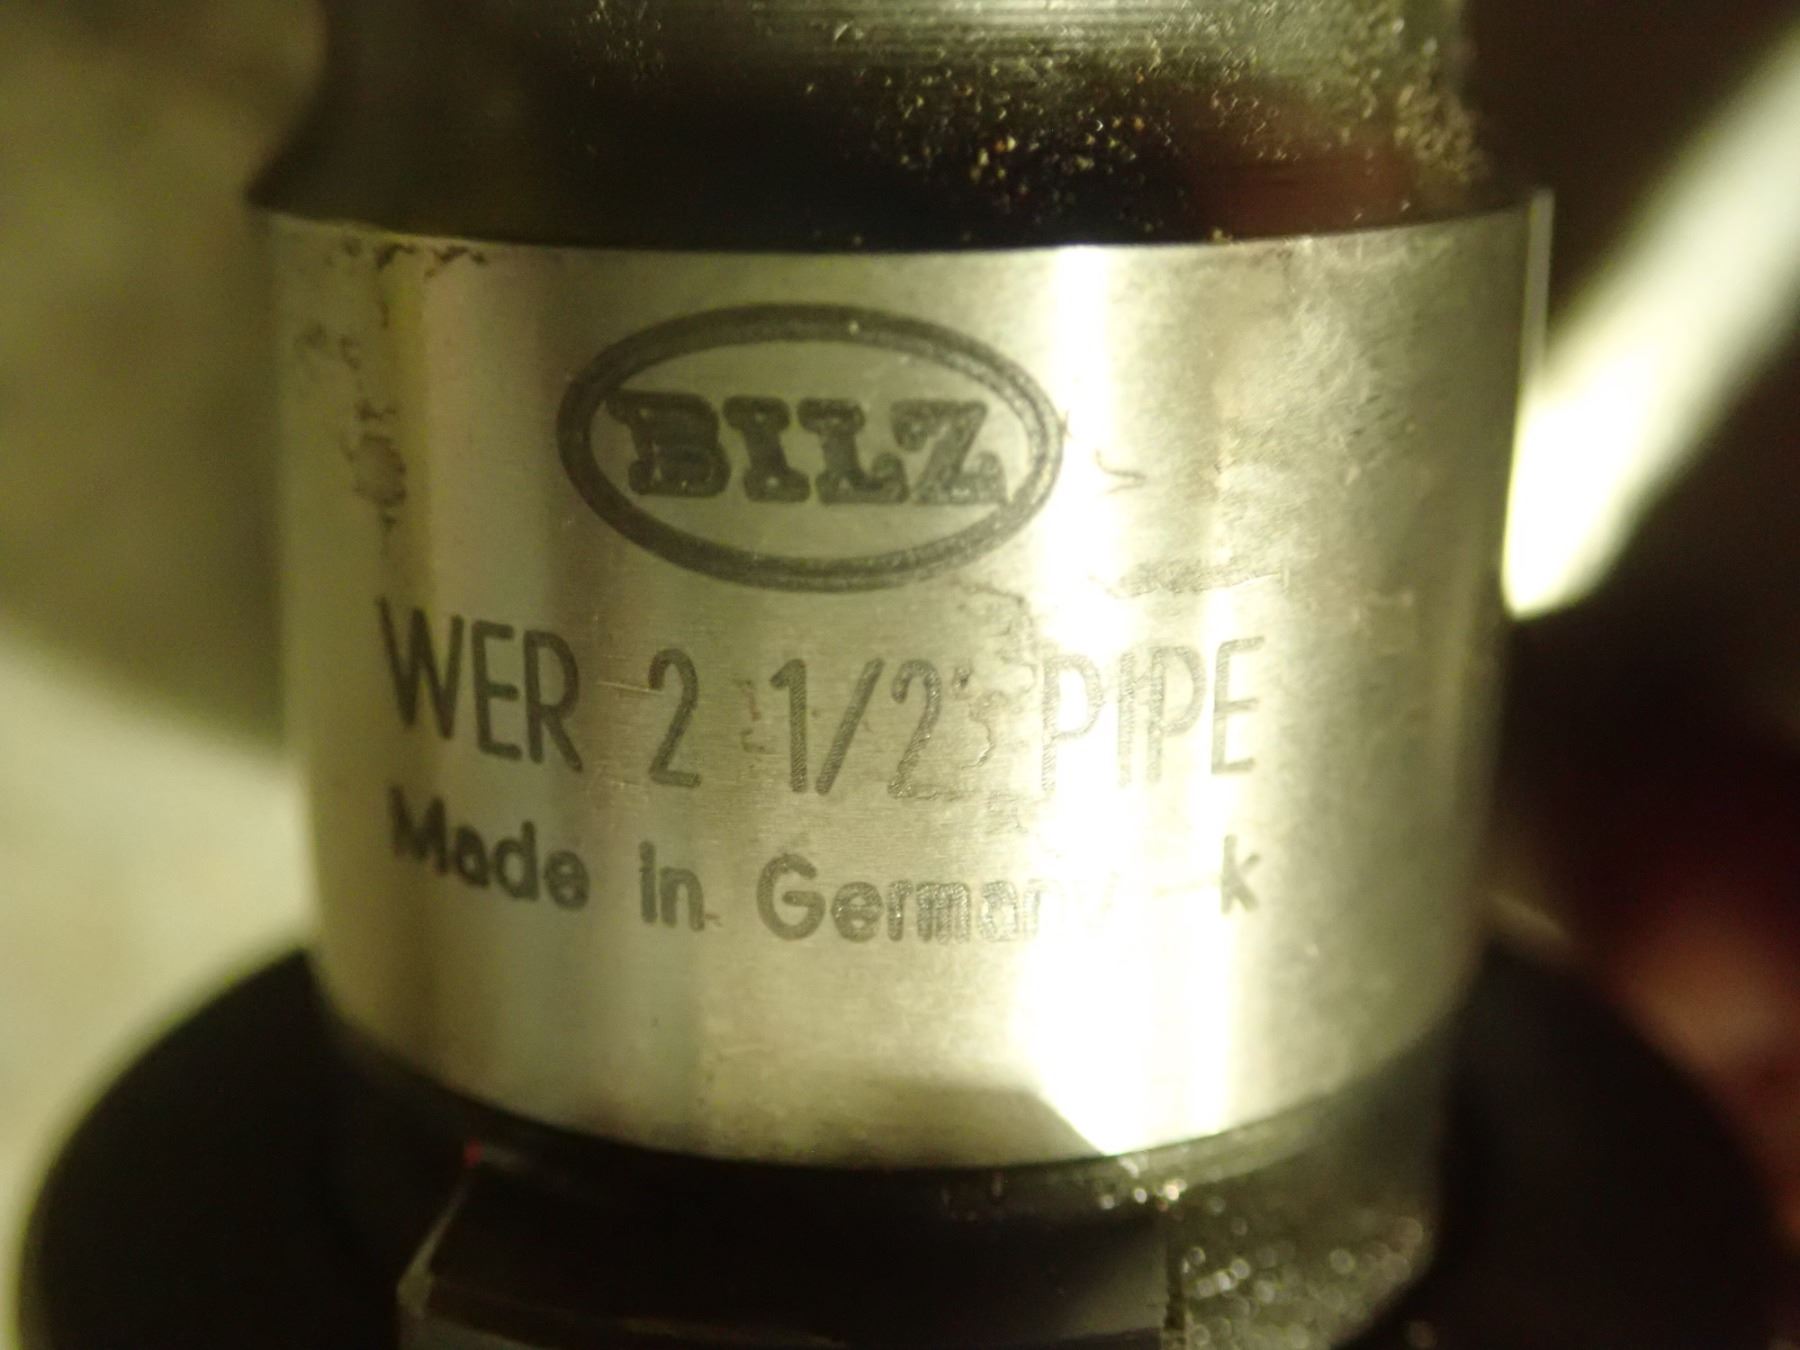 BILZ
WER 2 1/2" PIPE
Made in Germany k